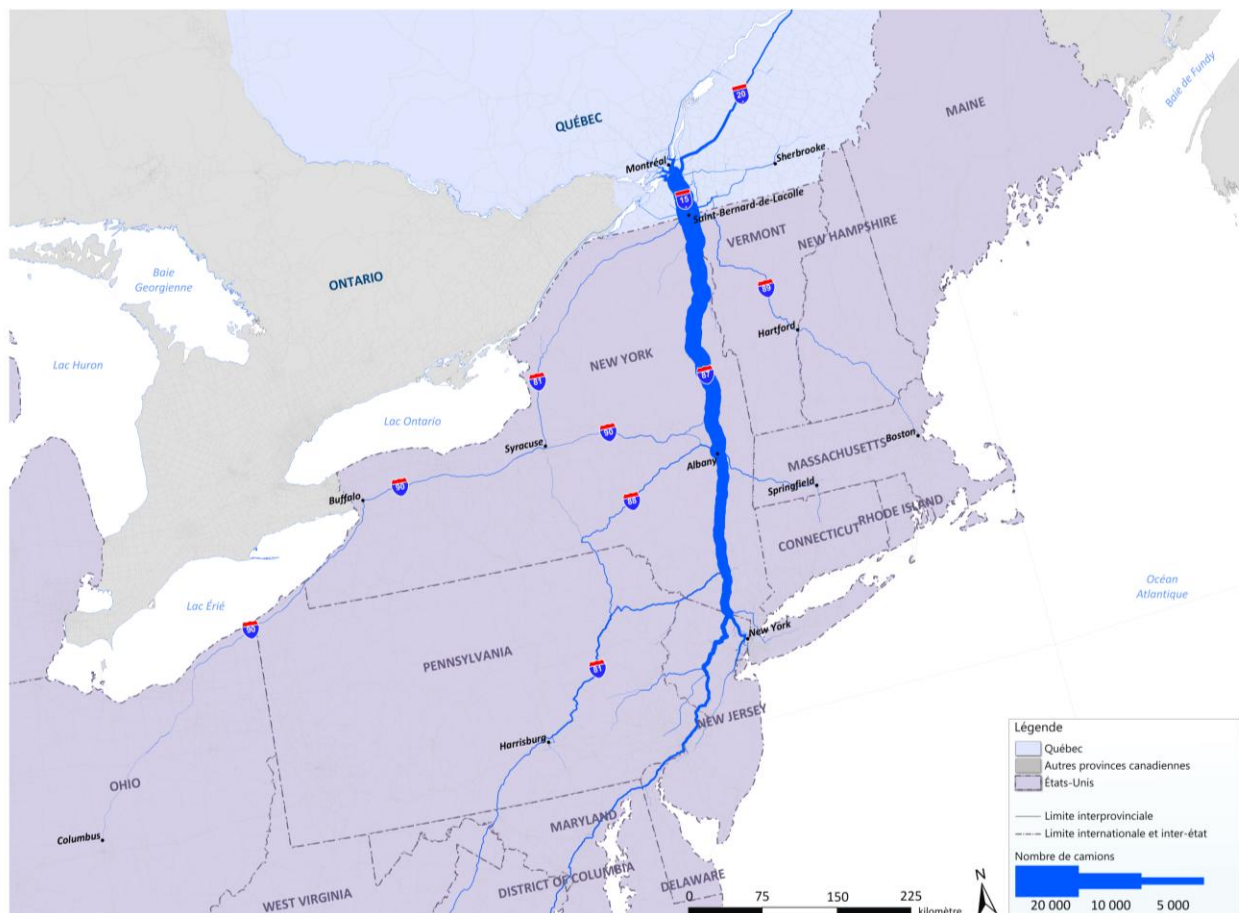 Baie de Fundy
MAINE
20
QUÉBEC
Montréal
Sherbrooke
15
Saint-Bernard-de-Lacolle
VERMONT
NEW HAMPSHIRE
Baie
Georgienne
ONTARIO
89
Hartford
Lac Huron
NEW YORK
87
81
Lac Ontario
90
Syracuse
Boston
MASSACHUSETTS
Albany
Springfield
90
Buffalo
88
RHODE ISLAND
CONNECTICUT
Océan
Atlantique
Lac Érié
90
New York
PENNSYLVANIA
81
NEW JERSEY
Harrisburg
OHIO
Columbus
MARYLAND
DISTRICT OF COLUMBIA
DELAWARE
WEST VIRGINIA
N
0 75 150 225
kilomètre
Légende
Québec
Autres provinces canadiennes
États-Unis
Limite interprovinciale
Limite internationale et inter-état
Nombre de camions
20 000 10 000 5 000